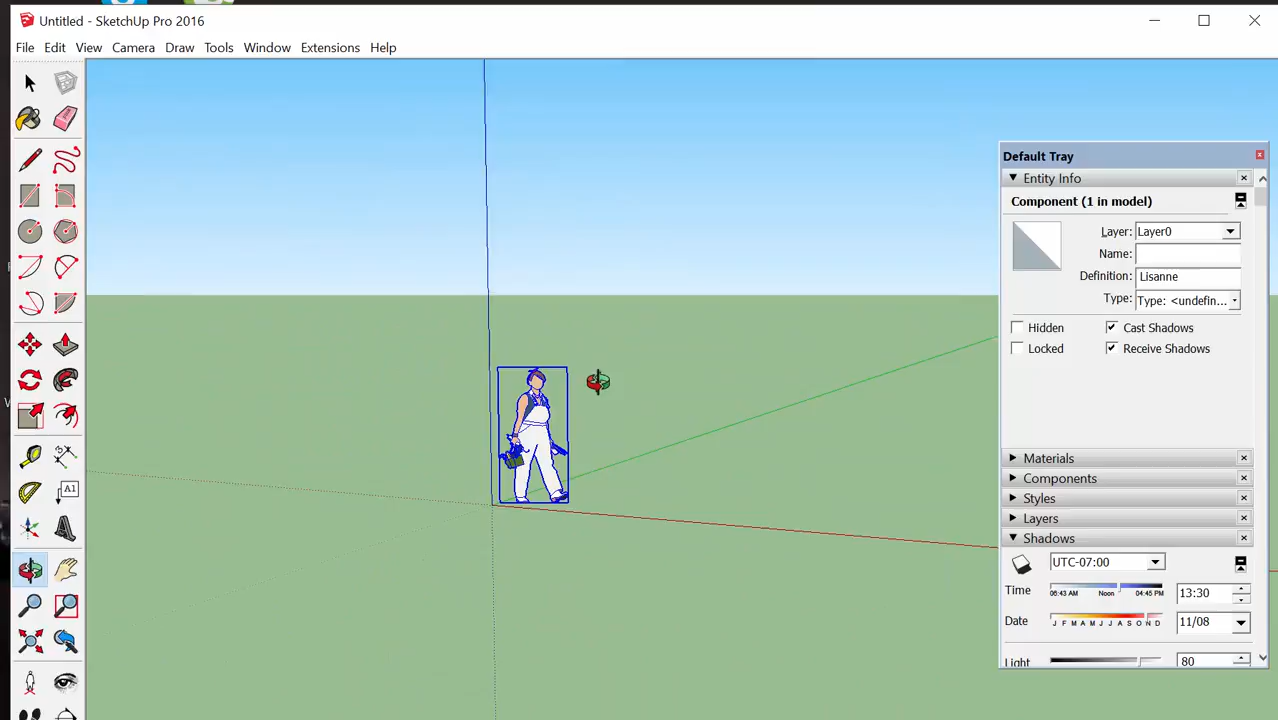 Untitled - SketchUp Pro 2016
File Edit View Camera Draw Tools Window Extensions Help
Default Tray
Entity Info
Component (1 in model)
Layer: Layer0
Name:
Definition: Lisanne
Type: Type: <undefin...
Hidden Cast Shadows
Locked Receive Shadows
Materials
Components
Styles
Layers
Shadows
UTC-07:00
Time 06:43 AM Noon 04:45 PM 13:30
Date J F M A M J J A S O N D 11/08
Light 80
A1